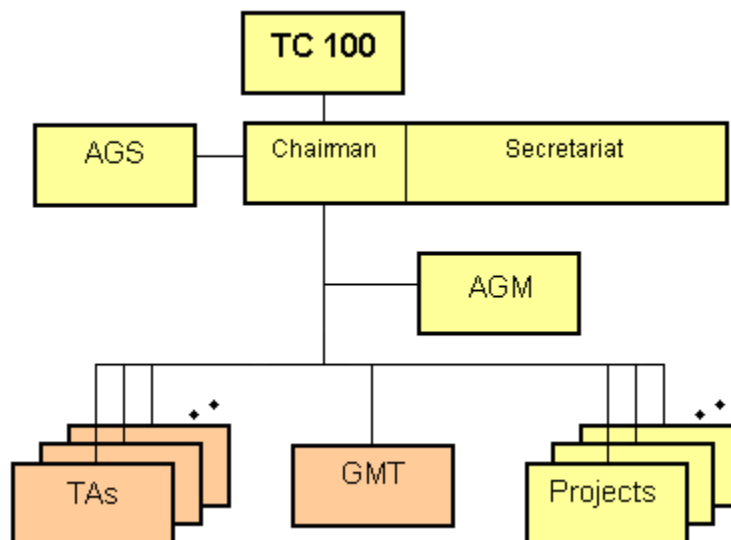 TC 100
AGS
Chairman
Secretariat
AGM
TAs
GMT
Projects